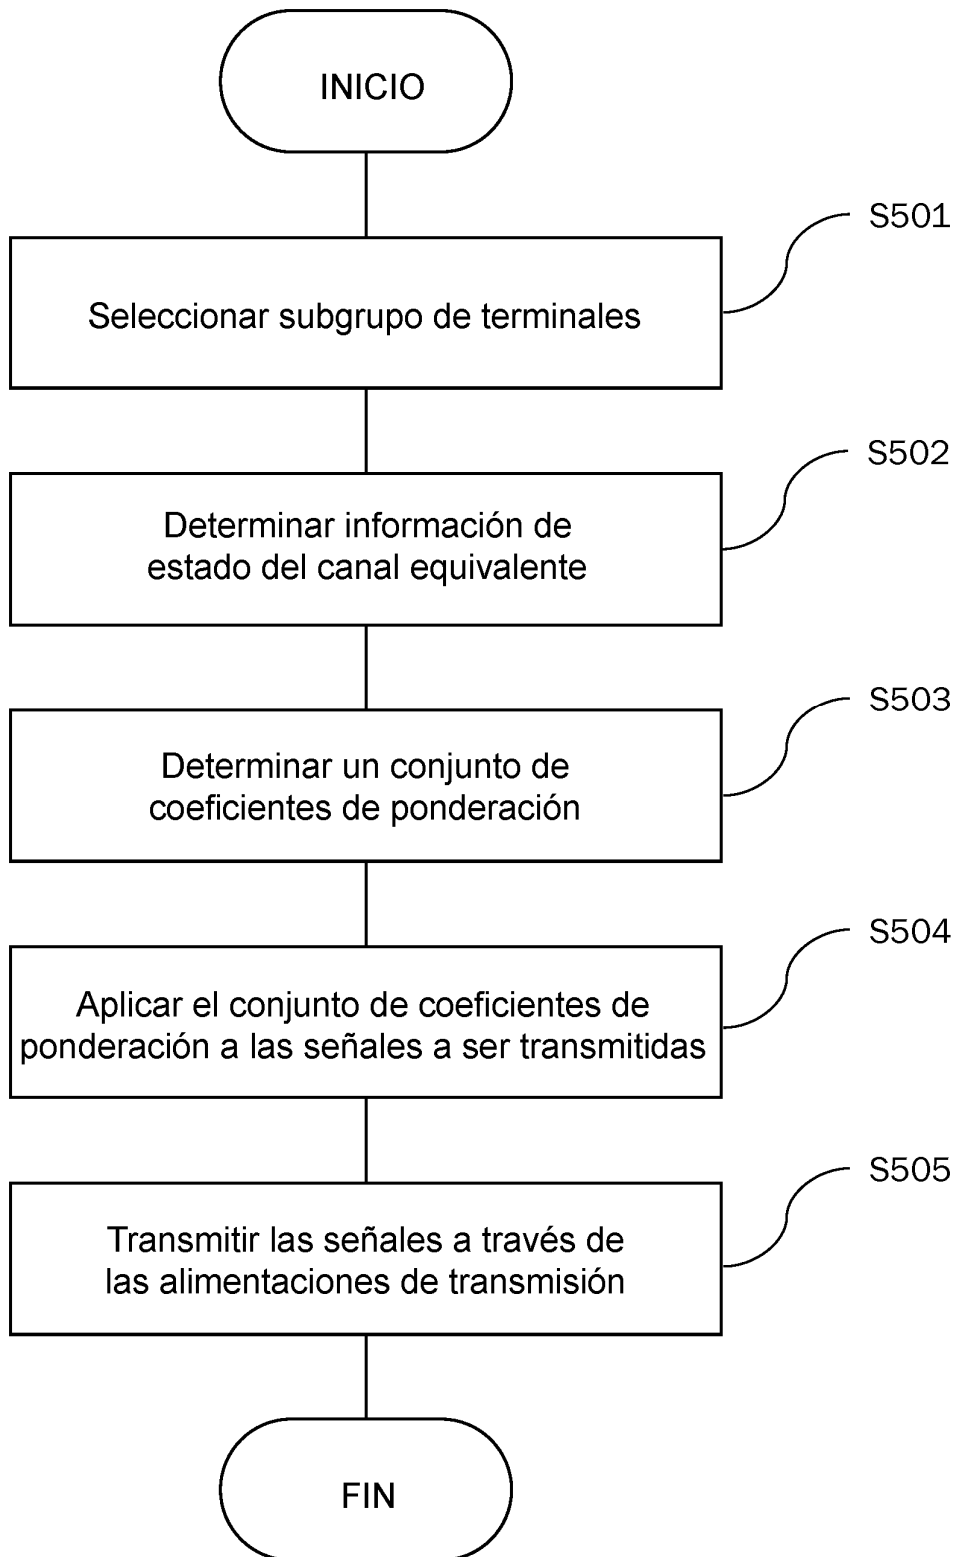 INICIO
S501
Seleccionar subgrupo de terminales
S502
Determinar información de
estado del canal equivalente
S503
Determinar un conjunto de
coeficientes de ponderación
S504
Aplicar el conjunto de coeficientes de
ponderación a las señales a ser transmitidas
S505
Transmitir las señales a través de
las alimentaciones de transmisión
FIN